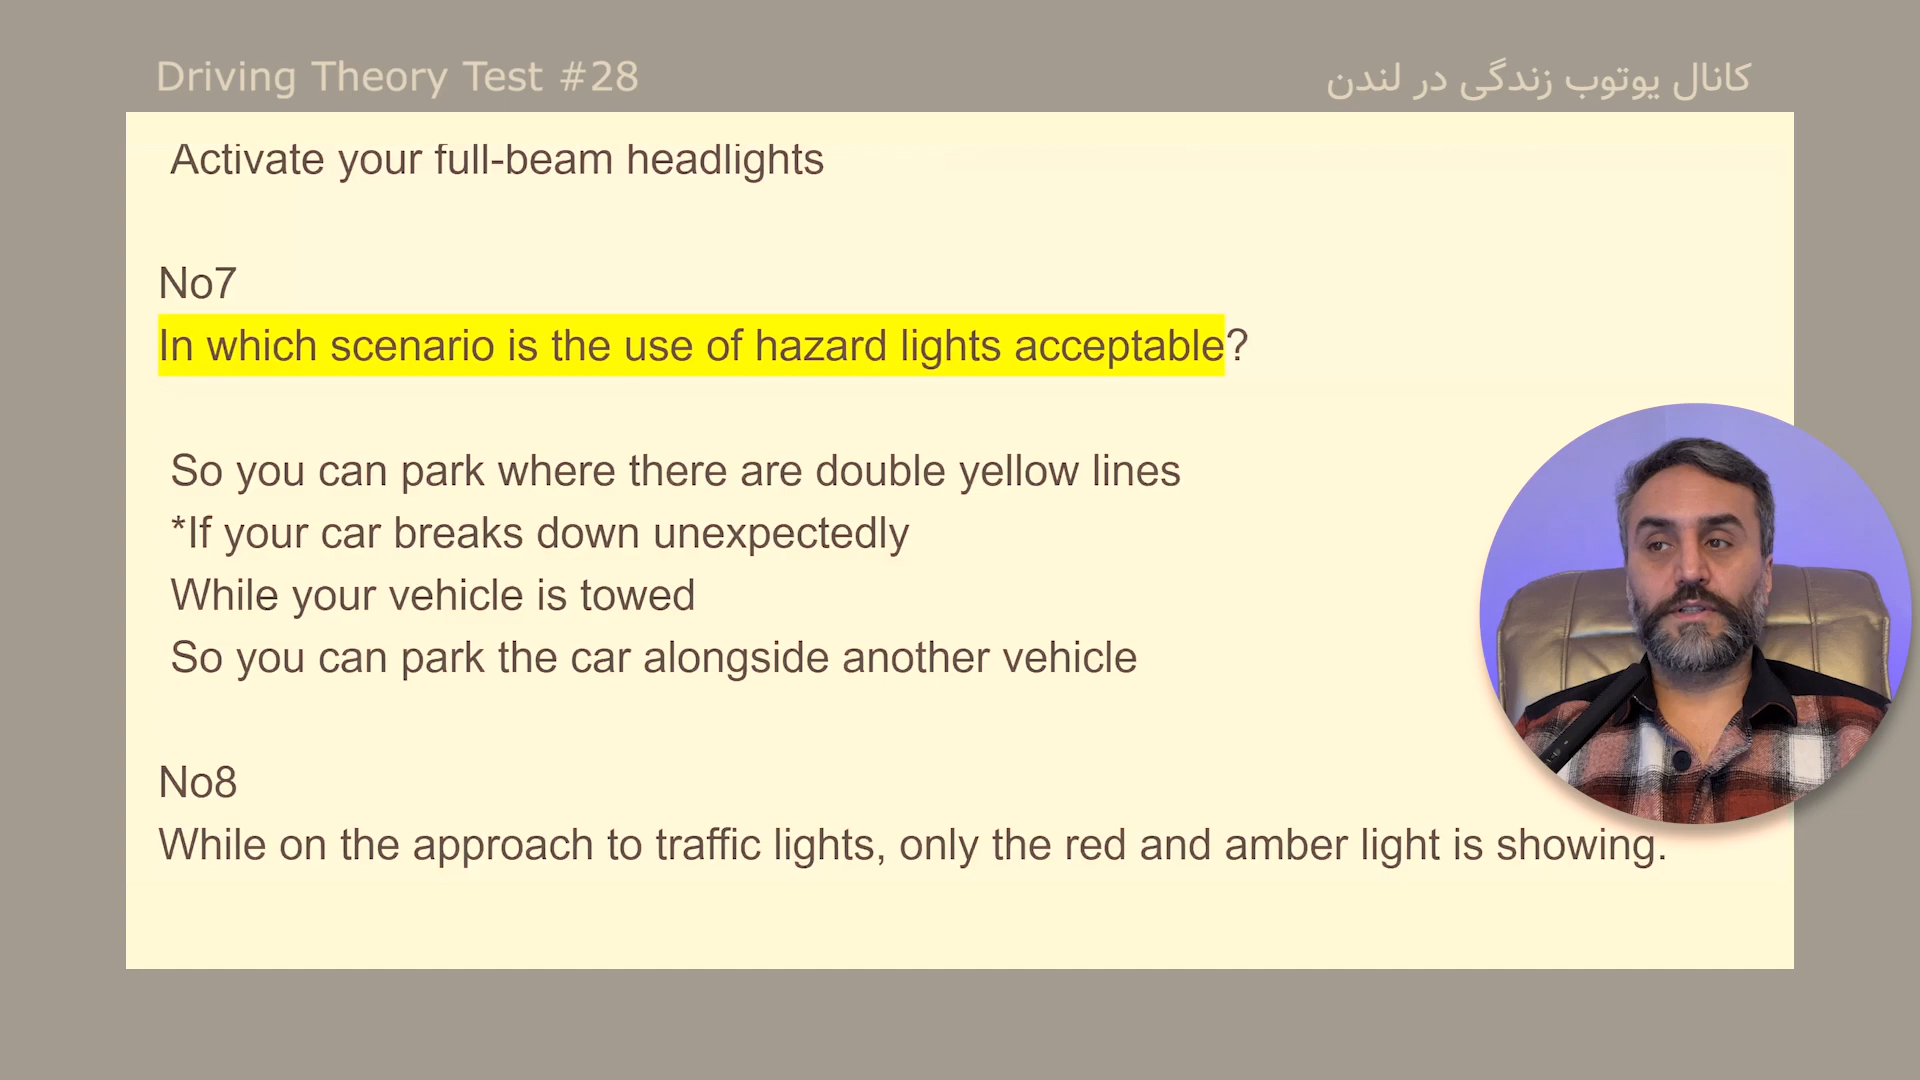 Driving Theory Test #28
کانال یوتوب زندگی در لندن
Activate your full-beam headlights
No7
In which scenario is the use of hazard lights acceptable?
So you can park where there are double yellow lines
*If your car breaks down unexpectedly
While your vehicle is towed
So you can park the car alongside another vehicle
No8
While on the approach to traffic lights, only the red and amber light is showing.